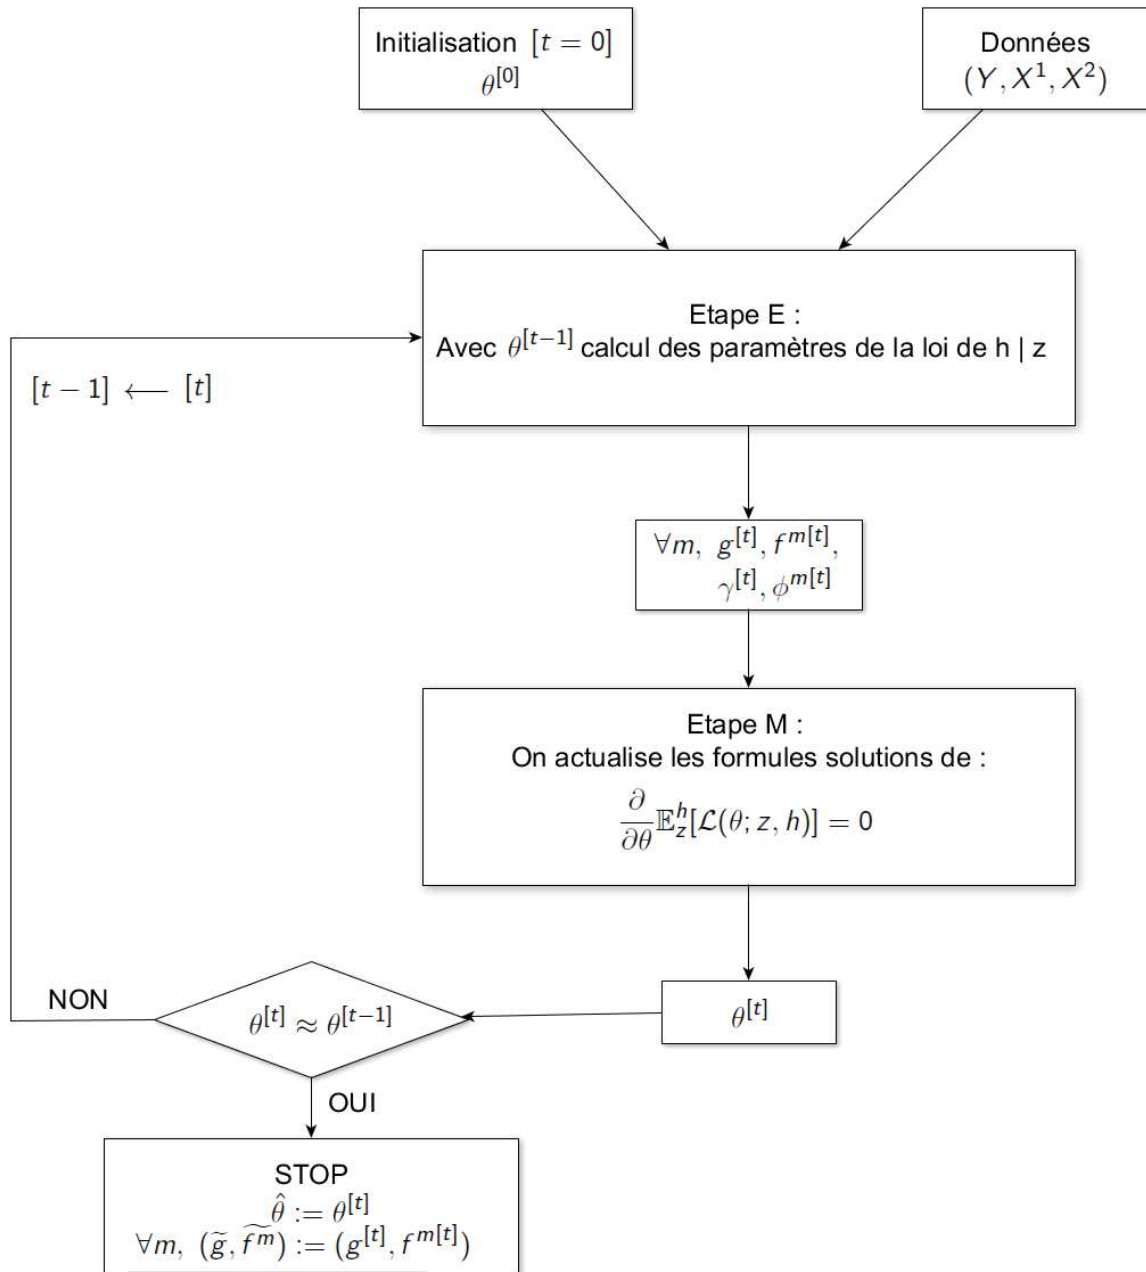 Initialisation [t = 0]
θ^{[0]}
Données
(Y, X^1, X^2)
Etape E :
Avec θ^{[t−1]} calcul des paramètres de la loi de h | z
[t − 1] ⟵ [t]
∀m, g^{[t]}, f^{m[t]},
γ^{[t]}, ϕ^{m[t]}
Etape M :
On actualise les formules solutions de :
∂/∂θ 𝔼_z^h[ℒ(θ; z, h)] = 0
θ^{[t]}
NON
θ^{[t]} ≈ θ^{[t−1]}
OUI
STOP
θ̂ := θ^{[t]}
∀m, (g̃, \widetilde{f^m}) := (g^{[t]}, f^{m[t]})